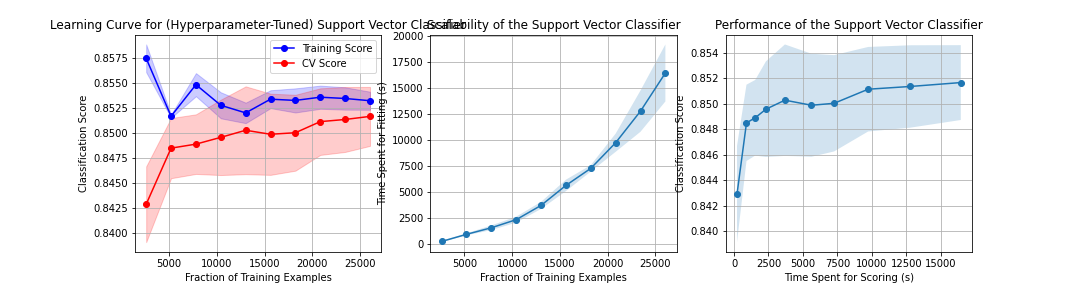 Learning Curve for (Hyperparameter-Tuned) Support Vector Classifier
Classification Score
0.8575
0.8550
0.8525
0.8500
0.8475
0.8450
0.8425
0.8400
Training Score
CV Score
5000 10000 15000 20000 25000
Fraction of Training Examples
Scalability of the Support Vector Classifier
Time Spent for Fitting (s)
20000
17500
15000
12500
10000
7500
5000
2500
0
5000 10000 15000 20000 25000
Fraction of Training Examples
Performance of the Support Vector Classifier
Classification Score
0.854
0.852
0.850
0.848
0.846
0.844
0.842
0.840
0 2500 5000 7500 10000 12500 15000
Time Spent for Scoring (s)